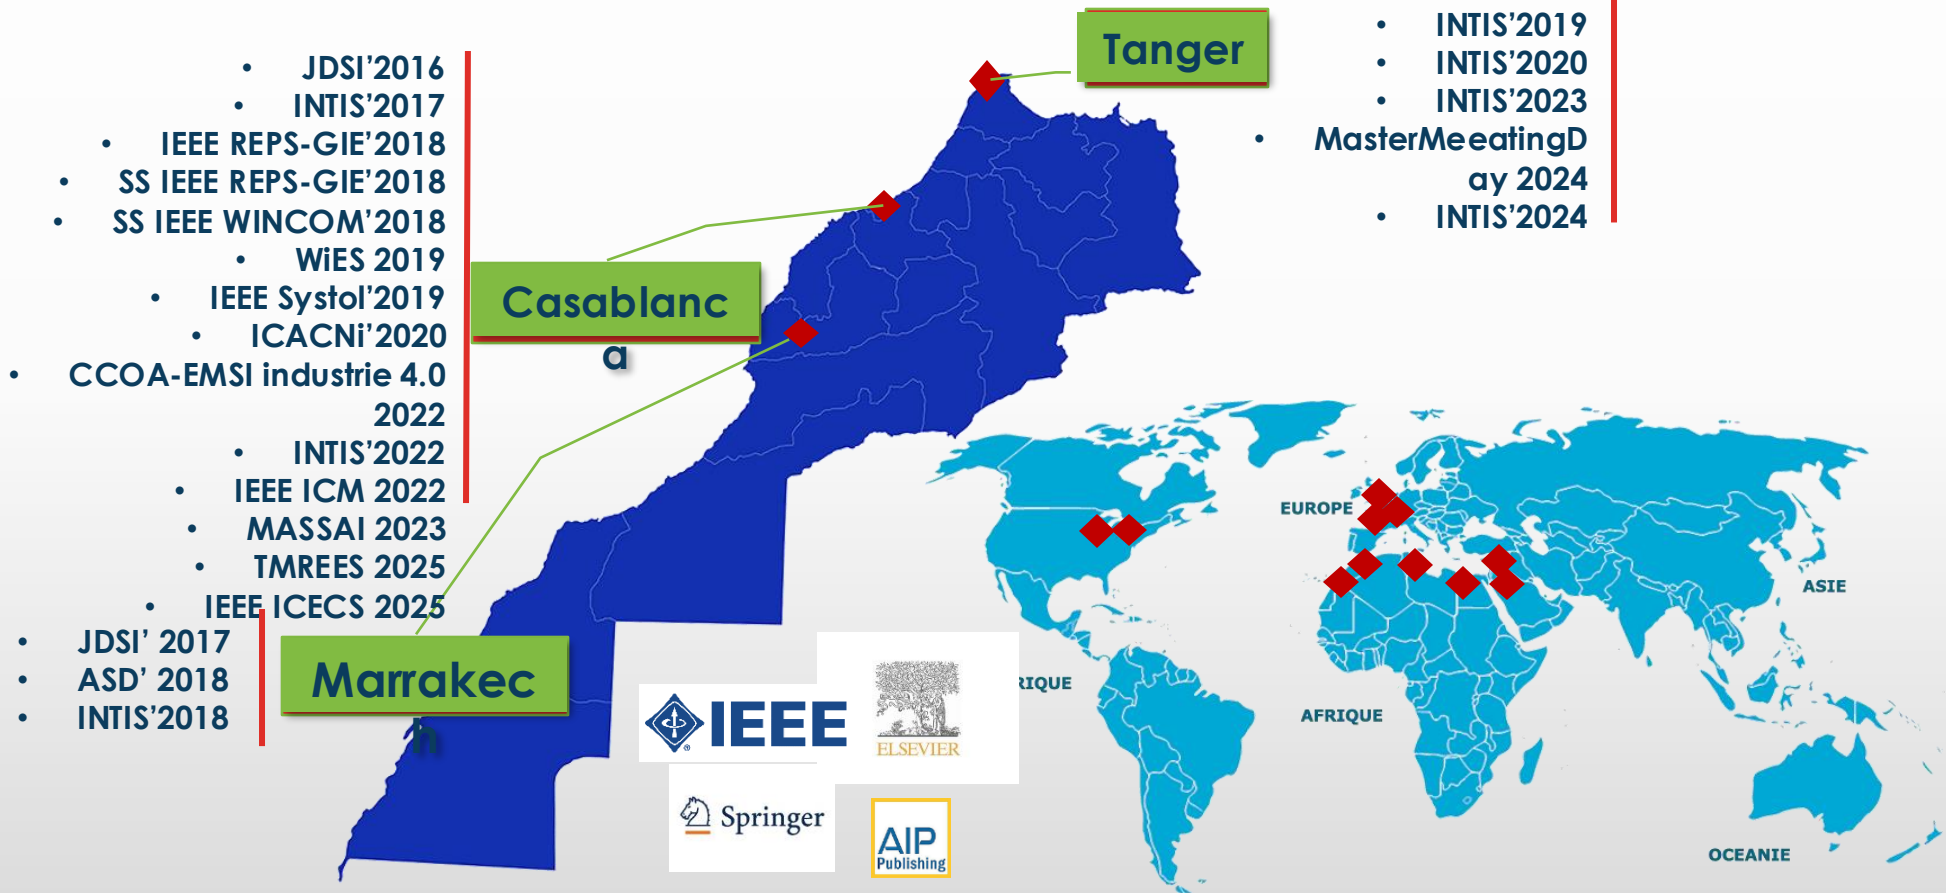 • JDSI’2016
• INTIS’2017
• IEEE REPS-GIE’2018
• SS IEEE REPS-GIE’2018
• SS IEEE WINCOM’2018
• WiES 2019
• IEEE Systol’2019
• ICACNi’2020
• CCOA-EMSI industrie 4.0
2022
• INTIS’2022
• IEEE ICM 2022
• MASSAI 2023
• TMREES 2025
• IEEE ICECS 2025
• JDSI’ 2017
• ASD’ 2018
• INTIS’2018
Casablanc
a
Marrakec
h
Tanger
• INTIS’2019
• INTIS’2020
• INTIS’2023
• MasterMeeatingD
ay 2024
• INTIS’2024
EUROPE
ASIE
RIQUE
AFRIQUE
OCEANIE
IEEE
®
ELSEVIER
Springer
AIP
Publishing